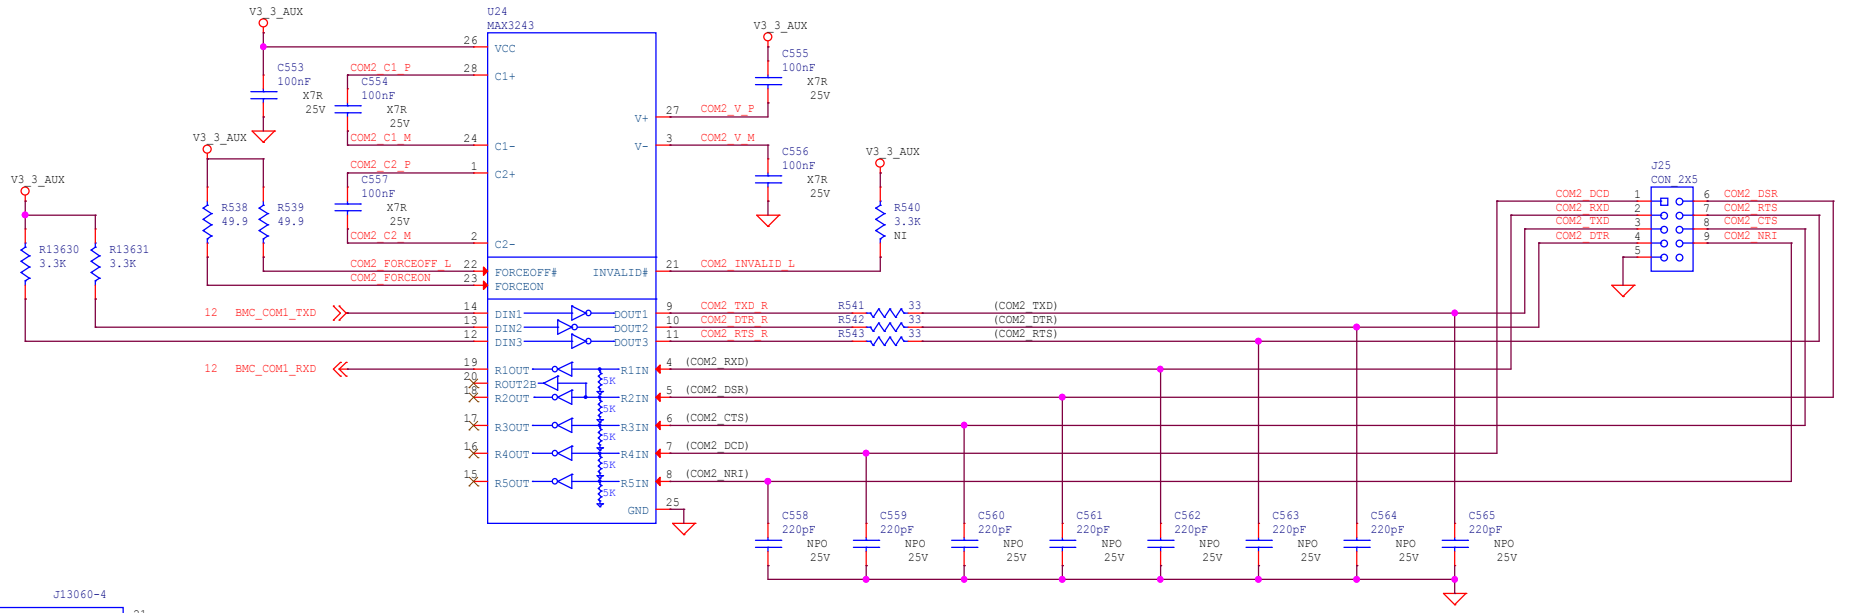 V3_3_AUX
U24
MAX3243
V3_3_AUX
26 VCC
C553
100nF
X7R
25V
COM2_C1_P 28 C1+
C554
100nF
X7R
25V
COM2_C1_M 24 C1-
C555
100nF
X7R
25V
V+ 27 COM2_V_P
V- 3 COM2_V_M
C556
100nF
X7R
25V
V3_3_AUX
COM2_C2_P 1 C2+
C557
100nF
X7R
25V
COM2_C2_M 2 C2-
V3_3_AUX
R538
49.9
R539
49.9
V3_3_AUX
R540
3.3K
NI
R13630
3.3K
R13631
3.3K
J25
CON_2X5
COM2_DCD 1 6 COM2_DSR
COM2_RXD 2 7 COM2_RTS
COM2_TXD 3 8 COM2_CTS
COM2_DTR 4 9 COM2_NRI
5
COM2_FORCEOFF_L 22 FORCEOFF# INVALID# 21 COM2_INVALID_L
COM2_FORCEON 23 FORCEON
12 BMC_COM1_TXD 14 DIN1 DOUT1 9 COM2_TXD_R R541 33 (COM2_TXD)
13 DIN2 DOUT2 10 COM2_DTR_R R542 33 (COM2_DTR)
12 DIN3 DOUT3 11 COM2_RTS_R R543 33 (COM2_RTS)
12 BMC_COM1_RXD 19 R1OUT R1IN 4 (COM2_RXD)
20 ROUT2B 5K
18 R2OUT R2IN 5 (COM2_DSR)
5K
17 R3OUT R3IN 6 (COM2_CTS)
5K
16 R4OUT R4IN 7 (COM2_DCD)
5K
15 R5OUT R5IN 8 (COM2_NRI)
5K
GND 25
C558 C559 C560 C561 C562 C563 C564 C565
220pF 220pF 220pF 220pF 220pF 220pF 220pF 220pF
NPO NPO NPO NPO NPO NPO NPO NPO
25V 25V 25V 25V 25V 25V 25V 25V
J13060-4